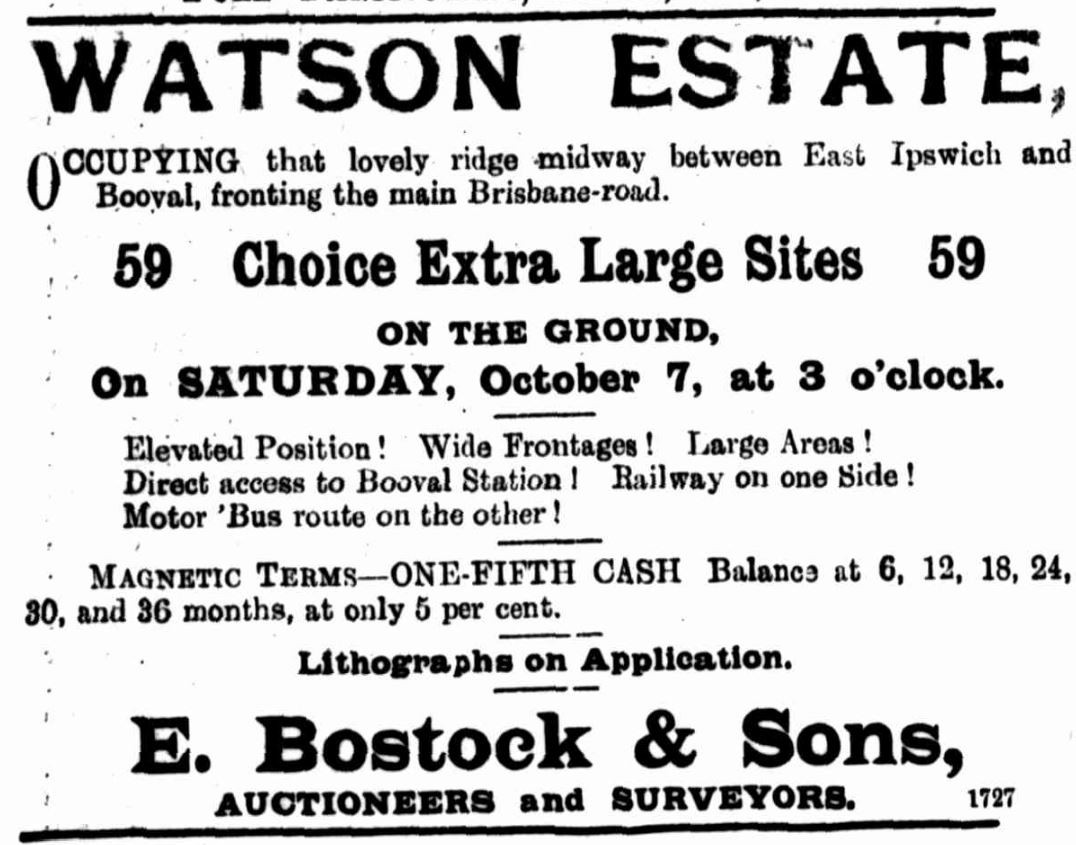 WATSON ESTATE,
OCCUPYING that lovely ridge midway between East Ipswich and
Booval, fronting the main Brisbane-road.
59 Choice Extra Large Sites 59
ON THE GROUND,
On SATURDAY, October 7, at 3 o'clock.
Elevated Position! Wide Frontages! Large Areas!
Direct access to Booval Station! Railway on one Side!
Motor 'Bus route on the other!
MAGNETIC TERMS—ONE-FIFTH CASH Balance at 6, 12, 18, 24,
30, and 36 months, at only 5 per cent.
Lithographs on Application.
E. Bostock & Sons,
AUCTIONEERS and SURVEYORS. 1727